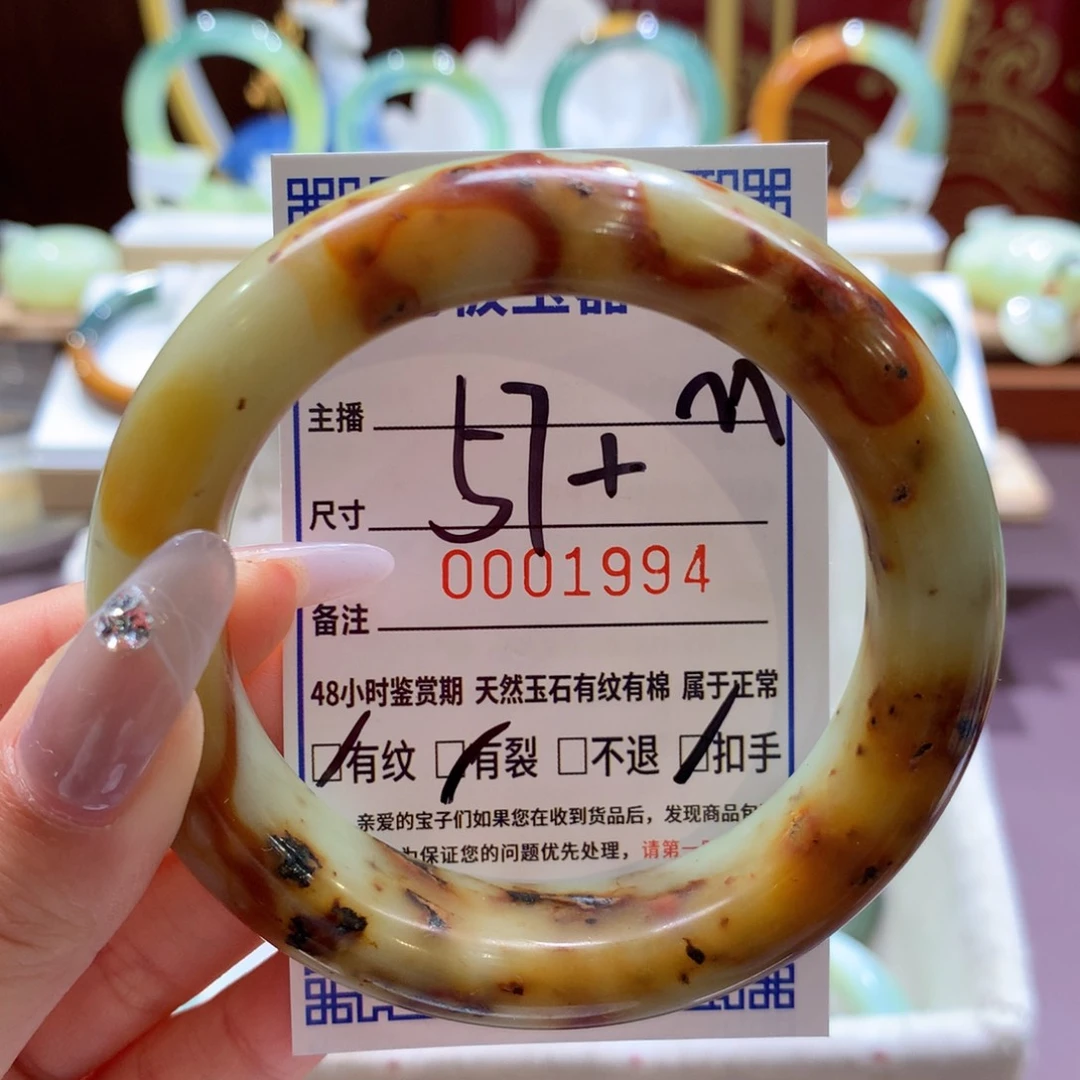 玉器
主播
m
尺寸
57+
0001994
备注
48小时鉴赏期 天然玉石有纹有棉 属于正常
□有纹 □有裂 □不退 □扣手
亲爱的宝子们如果您在收到货品后，发现商品包
为保证您的问题优先处理，请第一